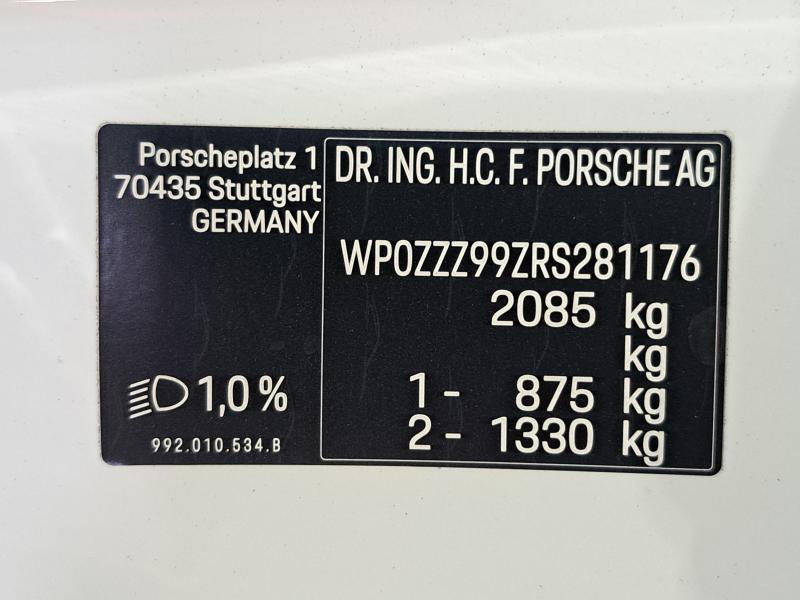 Porscheplatz 1
70435 Stuttgart
GERMANY
1,0 %
992.010.534.B
DR. ING. H.C. F. PORSCHE AG
WP0ZZZ99ZRS281176
2085 kg
kg
1 - 875 kg
2 - 1330 kg